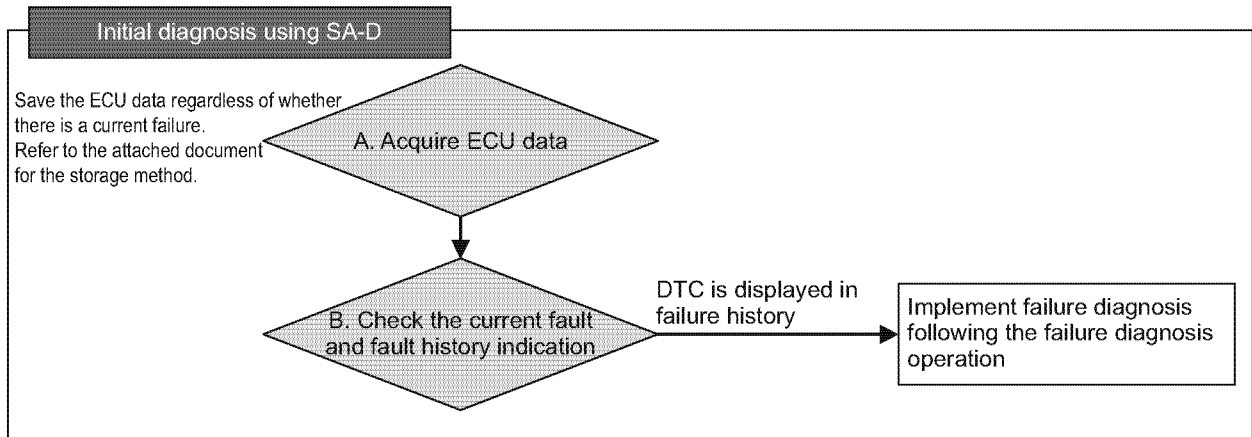 Initial diagnosis using SA-D
Save the ECU data regardless of whether
there is a current failure.
Refer to the attached document
for the storage method.
A. Acquire ECU data
B. Check the current fault
and fault history indication
DTC is displayed in
failure history
Implement failure diagnosis
following the failure diagnosis
operation